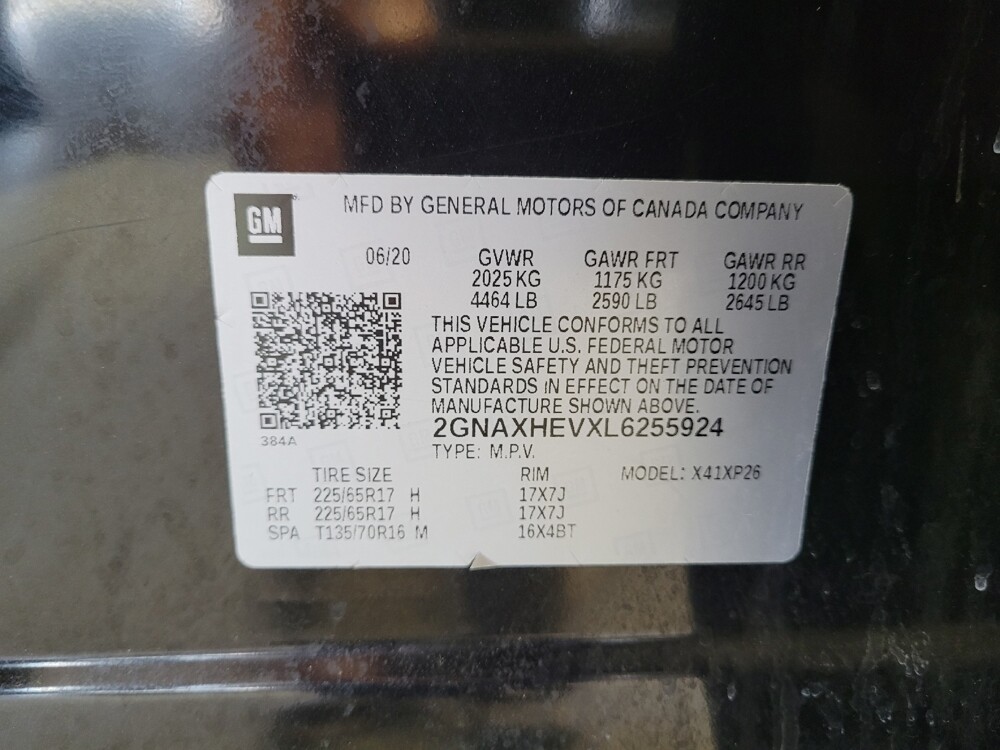 GM
MFD BY GENERAL MOTORS OF CANADA COMPANY
06/20 GVWR GAWR FRT GAWR RR
2025 KG 1175 KG 1200 KG
4464 LB 2590 LB 2645 LB
THIS VEHICLE CONFORMS TO ALL
APPLICABLE U.S. FEDERAL MOTOR
VEHICLE SAFETY AND THEFT PREVENTION
STANDARDS IN EFFECT ON THE DATE OF
MANUFACTURE SHOWN ABOVE.
2GNAXHEVXL6255924
384A
TYPE: M.P.V.
TIRE SIZE RIM MODEL: X41XP26
FRT 225/65R17 H 17X7J
RR 225/65R17 H 17X7J
SPA T135/70R16 M 16X4BT